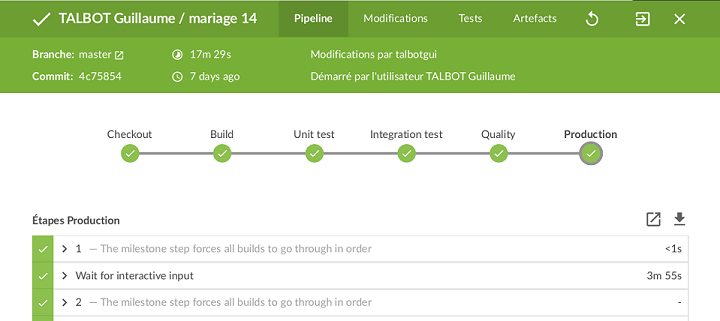 TALBOT Guillaume / mariage 14 Pipeline Modifications Tests Artefacts
Branche: master 17m 29s Modifications par talbotgui
Commit: 4c75854 7 days ago Démarré par l'utilisateur TALBOT Guillaume
Checkout Build Unit test Integration test Quality Production
Étapes Production
1 — The milestone step forces all builds to go through in order <1s
Wait for interactive input 3m 55s
2 — The milestone step forces all builds to go through in order -